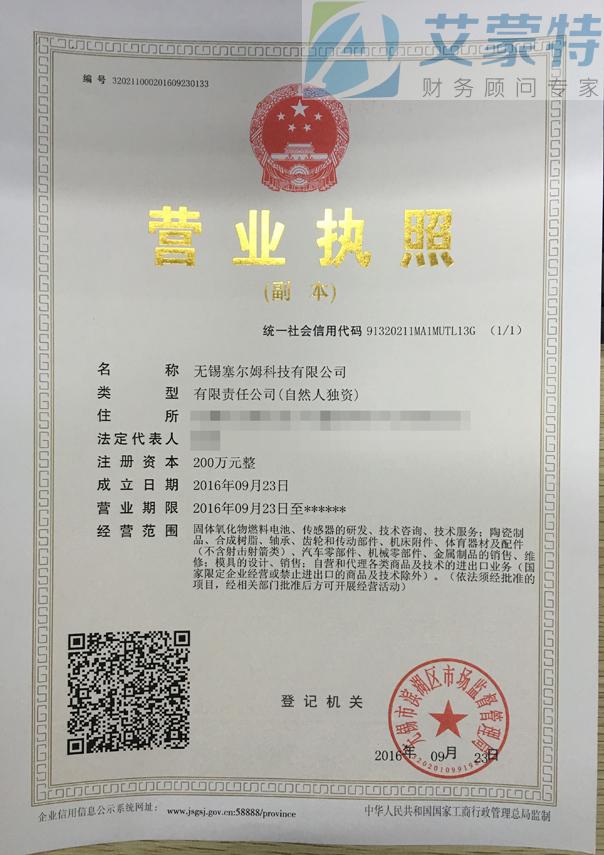 艾蒙特
财务顾问专家
编 号 320211000201609230133
营业执照
(副 本)
统一社会信用代码 91320211MA1MUTL13G (1/1)
名 称 无锡塞尔姆科技有限公司
类 型 有限责任公司(自然人独资)
住 所
法定代表人
注册资本 200万元整
成立日期 2016年09月23日
营业期限 2016年09月23日至******
经营范围 固体氧化物燃料电池、传感器的研发、技术咨询、技术服务；陶瓷制
品、合成树脂、轴承、齿轮和传动部件、机床附件、体育器材及配件
（不含射击射箭类）、汽车零部件、机械零部件、金属制品的销售、维
修；模具的设计、销售；自营和代理各类商品及技术的进出口业务（国
家限定企业经营或禁止进出口的商品及技术除外）。（依法须经批准的
项目，经相关部门批准后方可开展经营活动）
登记机关
无锡市滨湖区市场监督管理局
2016年 09月 23日
企业信用信息公示系统网址： www.jsgsj.gov.cn:58888/province
中华人民共和国国家工商行政管理总局监制